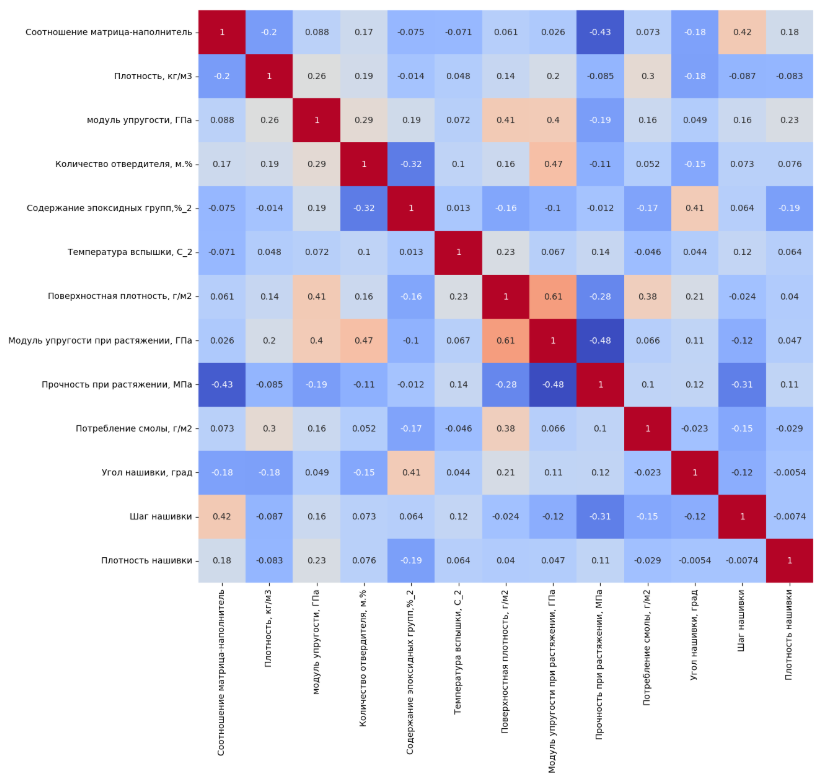 Соотношение матрица-наполнитель 1 -0.2 0.088 0.17 -0.075 -0.071 0.061 0.026 -0.43 0.073 -0.18 0.42 0.18
Плотность, кг/м3 -0.2 1 0.26 0.19 -0.014 0.048 0.14 0.2 -0.085 0.3 -0.18 -0.087 -0.083
модуль упругости, ГПа 0.088 0.26 1 0.29 0.19 0.072 0.41 0.4 -0.19 0.16 0.049 0.16 0.23
Количество отвердителя, м.% 0.17 0.19 0.29 1 -0.32 0.1 0.16 0.47 -0.11 0.052 -0.15 0.073 0.076
Содержание эпоксидных групп,%_2 -0.075 -0.014 0.19 -0.32 1 0.013 -0.16 -0.1 -0.012 -0.17 0.41 0.064 -0.19
Температура вспышки, С_2 -0.071 0.048 0.072 0.1 0.013 1 0.23 0.067 0.14 -0.046 0.044 0.12 0.064
Поверхностная плотность, г/м2 0.061 0.14 0.41 0.16 -0.16 0.23 1 0.61 -0.28 0.38 0.21 -0.024 0.04
Модуль упругости при растяжении, ГПа 0.026 0.2 0.4 0.47 -0.1 0.067 0.61 1 -0.48 0.066 0.11 -0.12 0.047
Прочность при растяжении, МПа -0.43 -0.085 -0.19 -0.11 -0.012 0.14 -0.28 -0.48 1 0.1 0.12 -0.31 0.11
Потребление смолы, г/м2 0.073 0.3 0.16 0.052 -0.17 -0.046 0.38 0.066 0.1 1 -0.023 -0.15 -0.029
Угол нашивки, град -0.18 -0.18 0.049 -0.15 0.41 0.044 0.21 0.11 0.12 -0.023 1 -0.12 -0.0054
Шаг нашивки 0.42 -0.087 0.16 0.073 0.064 0.12 -0.024 -0.12 -0.31 -0.15 -0.12 1 -0.0074
Плотность нашивки 0.18 -0.083 0.23 0.076 -0.19 0.064 0.04 0.047 0.11 -0.029 -0.0054 -0.0074 1
Соотношение матрица-наполнитель
Плотность, кг/м3
модуль упругости, ГПа
Количество отвердителя, м.%
Содержание эпоксидных групп,%_2
Температура вспышки, С_2
Поверхностная плотность, г/м2
Модуль упругости при растяжении, ГПа
Прочность при растяжении, МПа
Потребление смолы, г/м2
Угол нашивки, град
Шаг нашивки
Плотность нашивки